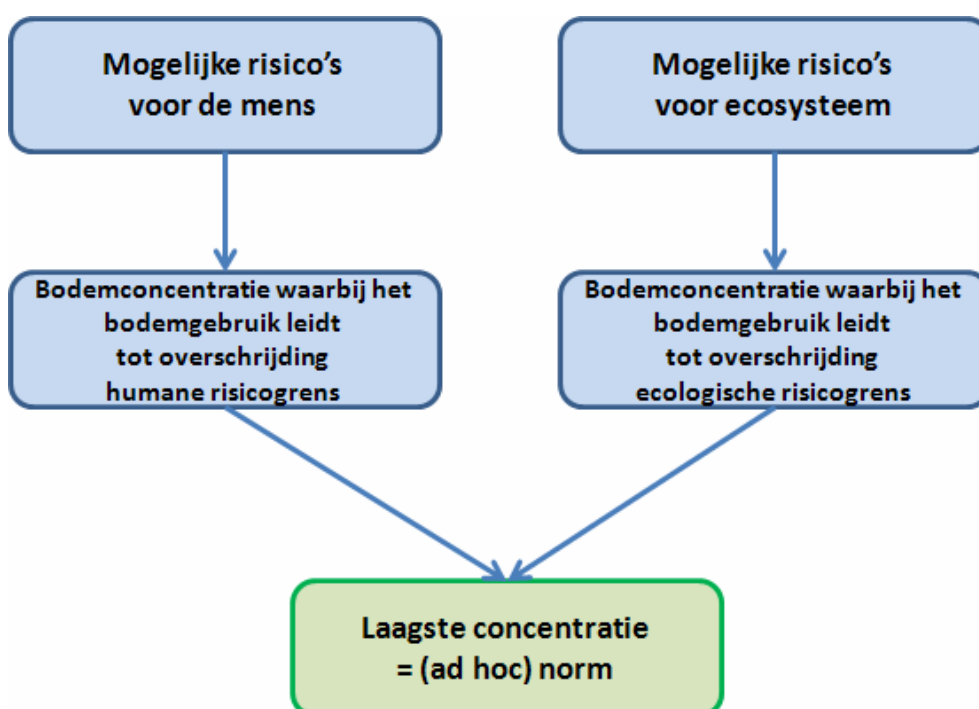 Mogelijke risico's
voor de mens
Mogelijke risico's
voor ecosysteem
Bodemconcentratie waarbij het
bodemgebruik leidt
tot overschrijding
humane risicogrens
Bodemconcentratie waarbij het
bodemgebruik leidt
tot overschrijding
ecologische risicogrens
Laagste concentratie
= (ad hoc) norm